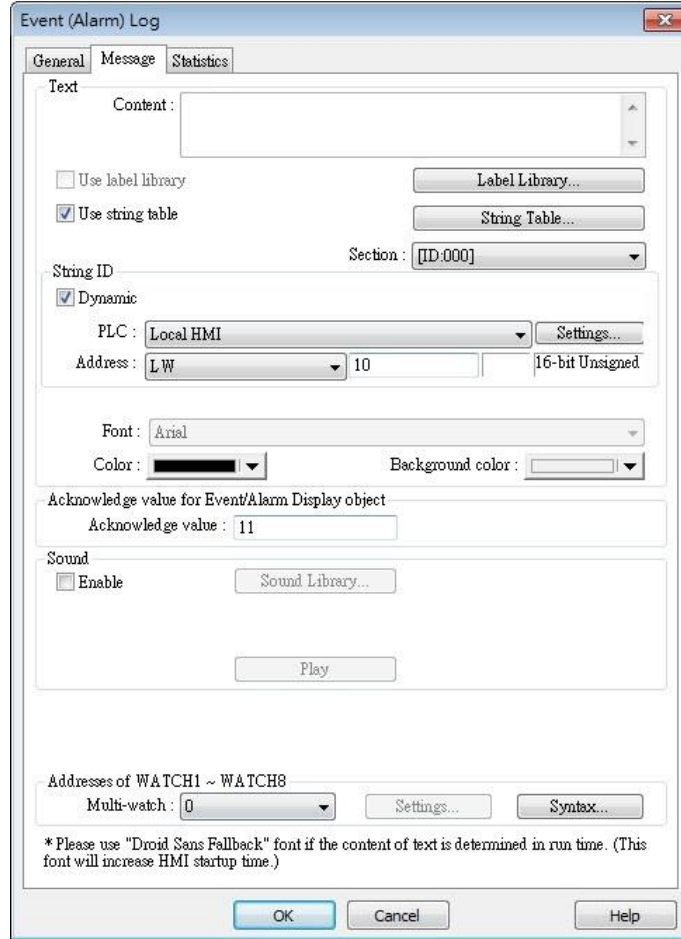 Event (Alarm) Log
General Message Statistics
Text
Content :
Use label library Label Library...
Use string table String Table...
Section : [ID:000]
String ID
Dynamic
PLC : Local HMI Settings...
Address : LW 10 16-bit Unsigned
Font : Arial
Color : Background color :
Acknowledge value for Event/Alarm Display object
Acknowledge value : 11
Sound
Enable Sound Library...
Play
Addresses of WATCH1 ~ WATCH8
Multi-watch : 0 Settings... Syntax...
* Please use "Droid Sans Fallback" font if the content of text is determined in run time. (This
font will increase HMI startup time.)
OK Cancel Help